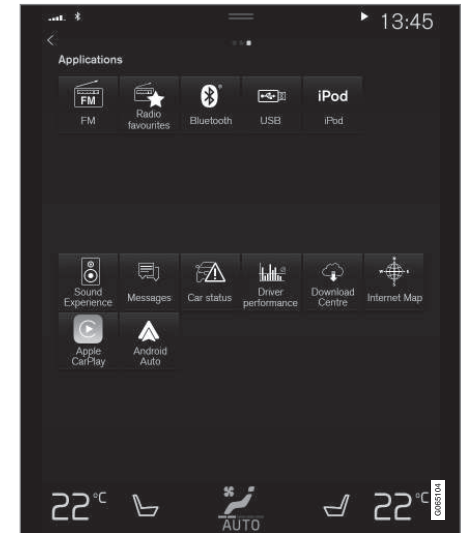 13:45
Applications
FM
FM
Radio
favourites
Bluetooth
USB
iPod
iPod
Sound
Experience
Messages
Car status
Driver
performance
Download
Centre
Internet Map
Apple
CarPlay
Android
Auto
22°C
AUTO
22°C
G065104